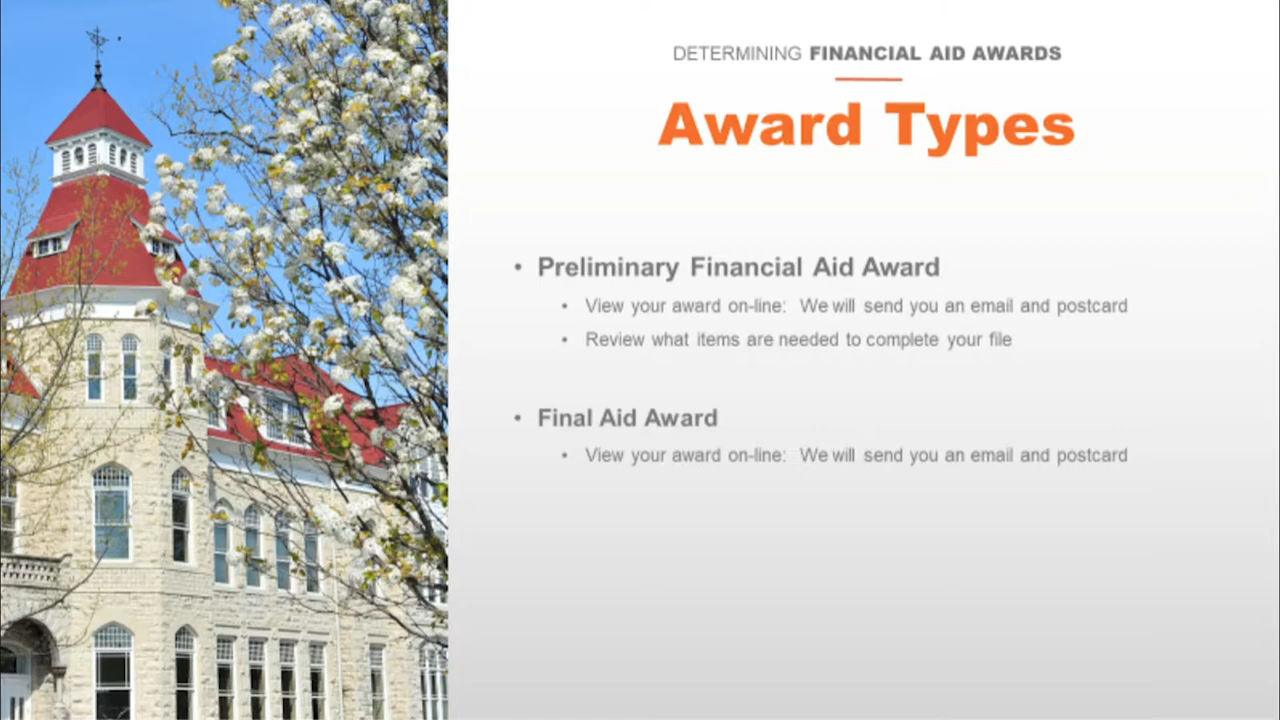 DETERMINING FINANCIAL AID AWARDS
Award Types
• Preliminary Financial Aid Award
• View your award on-line: We will send you an email and postcard
• Review what items are needed to complete your file
• Final Aid Award
• View your award on-line: We will send you an email and postcard